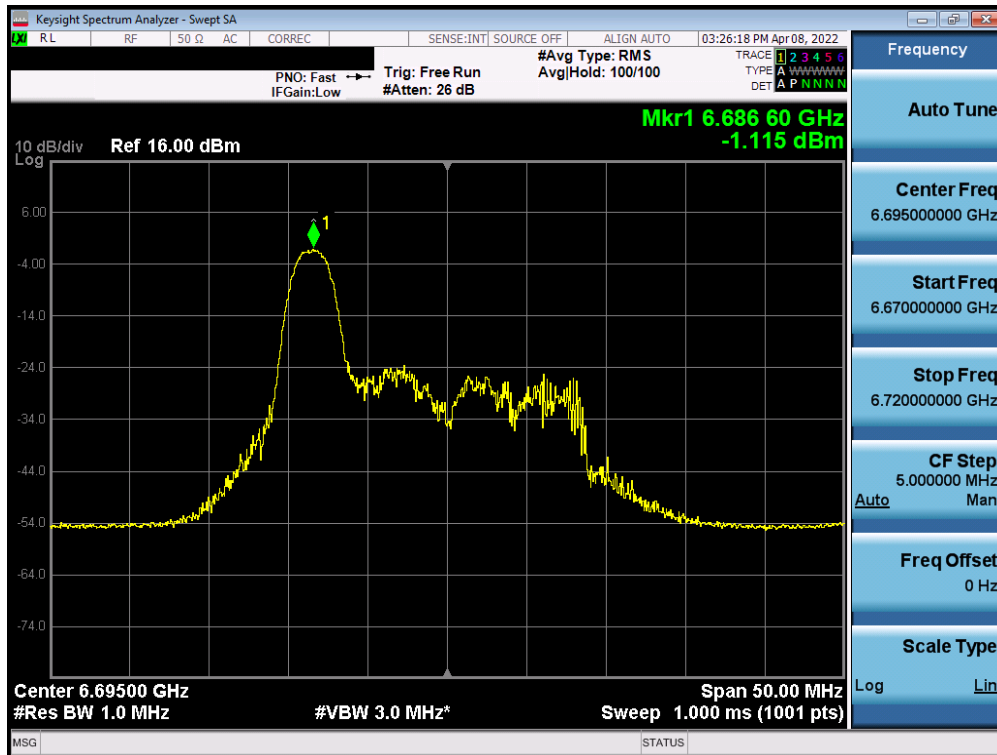 Keysight Spectrum Analyzer - Swept SA
LXI RL RF 50 Ω AC CORREC SENSE:INT SOURCE OFF ALIGN AUTO 03:26:18 PM Apr 08, 2022
#Avg Type: RMS TRACE 1 2 3 4 5 6
PNO: Fast Trig: Free Run Avg|Hold: 100/100 TYPE A WWWWW
IFGain:Low #Atten: 26 dB DET A P N N N N
Mkr1 6.686 60 GHz
-1.115 dBm
10 dB/div Ref 16.00 dBm
Log
1
6.00
-4.00
-14.0
-24.0
-34.0
-44.0
-54.0
-64.0
-74.0
Center 6.69500 GHz Span 50.00 MHz
#Res BW 1.0 MHz #VBW 3.0 MHz* Sweep 1.000 ms (1001 pts)
MSG STATUS
Frequency
Auto Tune
Center Freq
6.695000000 GHz
Start Freq
6.670000000 GHz
Stop Freq
6.720000000 GHz
CF Step
5.000000 MHz
Auto Man
Freq Offset
0 Hz
Scale Type
Log Lin